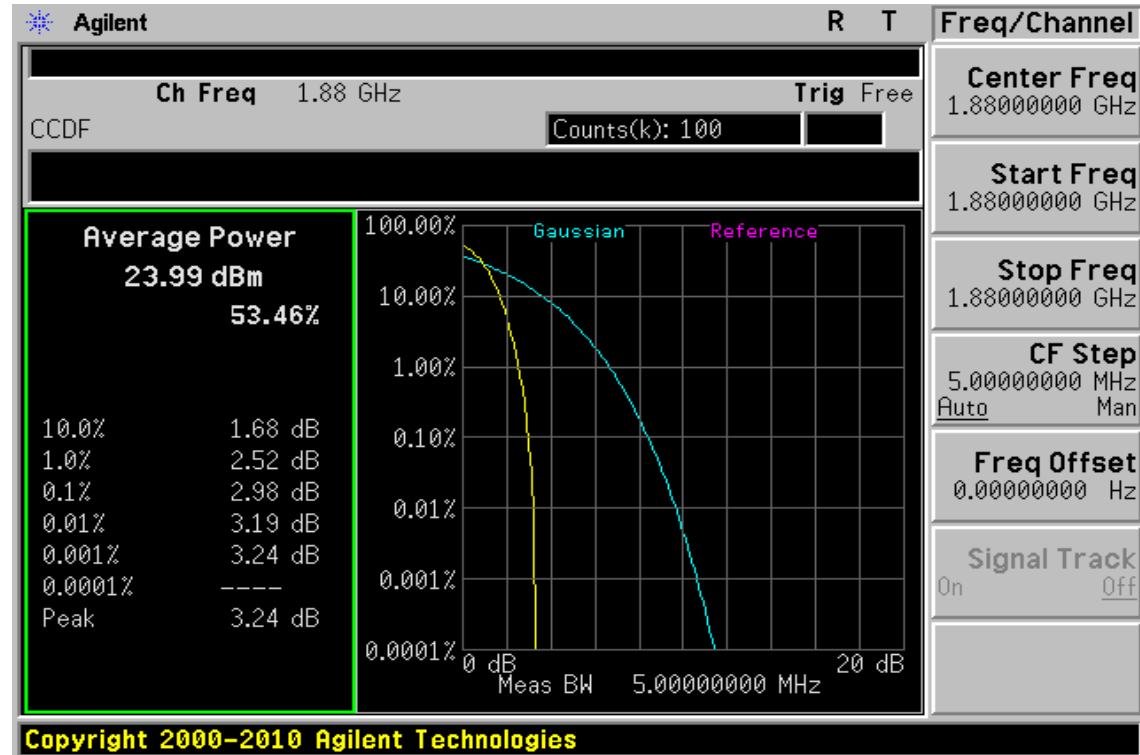 Agilent
R T
Freq/Channel
Ch Freq 1.88 GHz
Trig Free
CCDF
Counts(k): 100
Average Power
23.99 dBm
53.46%
10.0% 1.68 dB
1.0% 2.52 dB
0.1% 2.98 dB
0.01% 3.19 dB
0.001% 3.24 dB
0.0001% ----
Peak 3.24 dB
Gaussian
Reference
100.00%
10.00%
1.00%
0.10%
0.01%
0.001%
0.0001%
0 dB
20 dB
Meas BW 5.00000000 MHz
Center Freq
1.88000000 GHz
Start Freq
1.88000000 GHz
Stop Freq
1.88000000 GHz
CF Step
5.00000000 MHz
Auto Man
Freq Offset
0.00000000 Hz
Signal Track
On Off
Copyright 2000-2010 Agilent Technologies